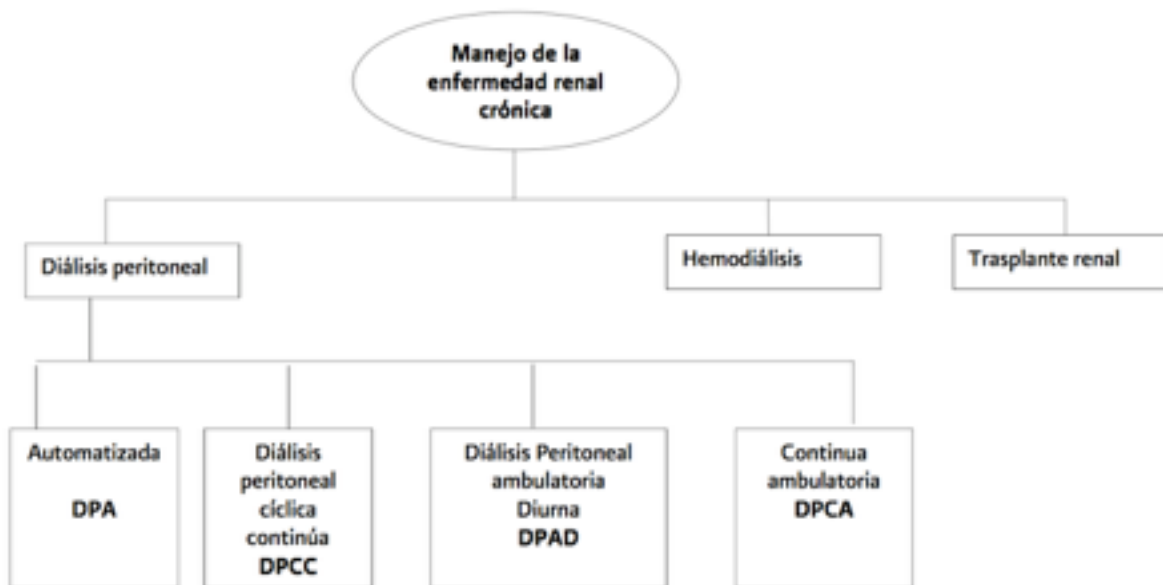 Manejo de la
enfermedad renal
crónica
Diálisis peritoneal
Hemodiálisis
Trasplante renal
Automatizada
DPA
Diálisis
peritoneal
cíclica
continúa
DPCC
Diálisis Peritoneal
ambulatoria
Diurna
DPAD
Continua
ambulatoria
DPCA